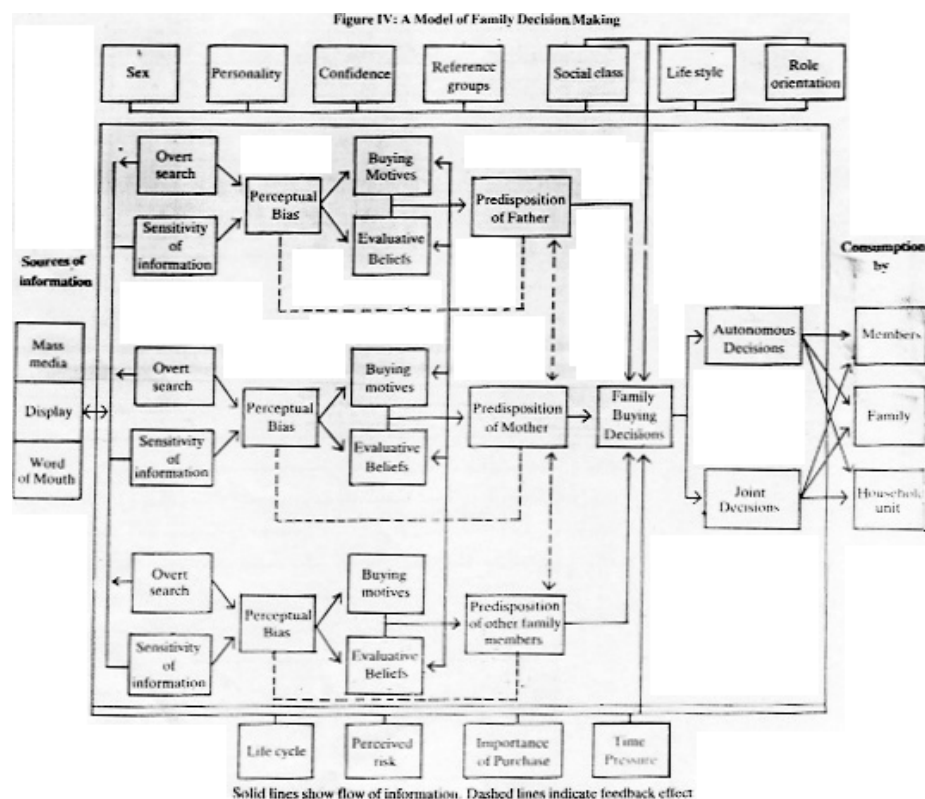 Figure IV: A Model of Family Decision Making
Sex
Personality
Confidence
Reference
groups
Social class
Life style
Role
orientation
Overt
search
Sensitivity
of
information
Perceptual
Bias
Buying
Motives
Evaluative
Beliefs
Predisposition
of Father
Sources of
information
Mass
media
Display
Word
of Mouth
Overt
search
Sensitivity
of
information
Perceptual
Bias
Buying
motives
Evaluative
Beliefs
Predisposition
of Mother
Family
Buying
Decisions
Autonomous
Decisions
Joint
Decisions
Consumption
by
Members
Family
Household
unit
Overt
search
Sensitivity
of
information
Perceptual
Bias
Buying
motives
Evaluative
Beliefs
Predisposition
of other family
members
Life cycle
Perceived
risk
Importance
of Purchase
Time
Pressure
Solid lines show flow of information. Dashed lines indicate feedback effect